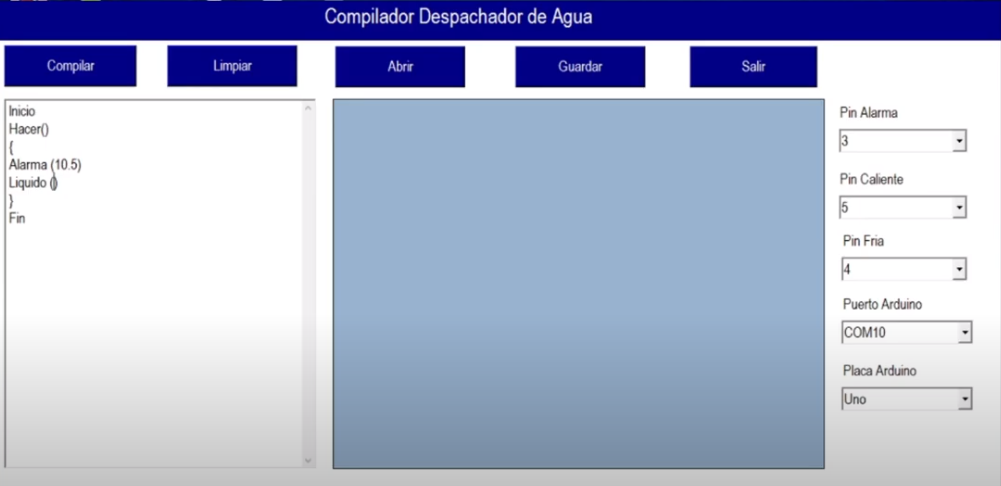 Compilador Despachador de Agua
Compilar
Limpiar
Abrir
Guardar
Salir
Inicio
Hacer()
{
Alarma (10.5)
Liquido ()
}
Fin
Pin Alarma
3
Pin Caliente
5
Pin Fria
4
Puerto Arduino
COM10
Placa Arduino
Uno